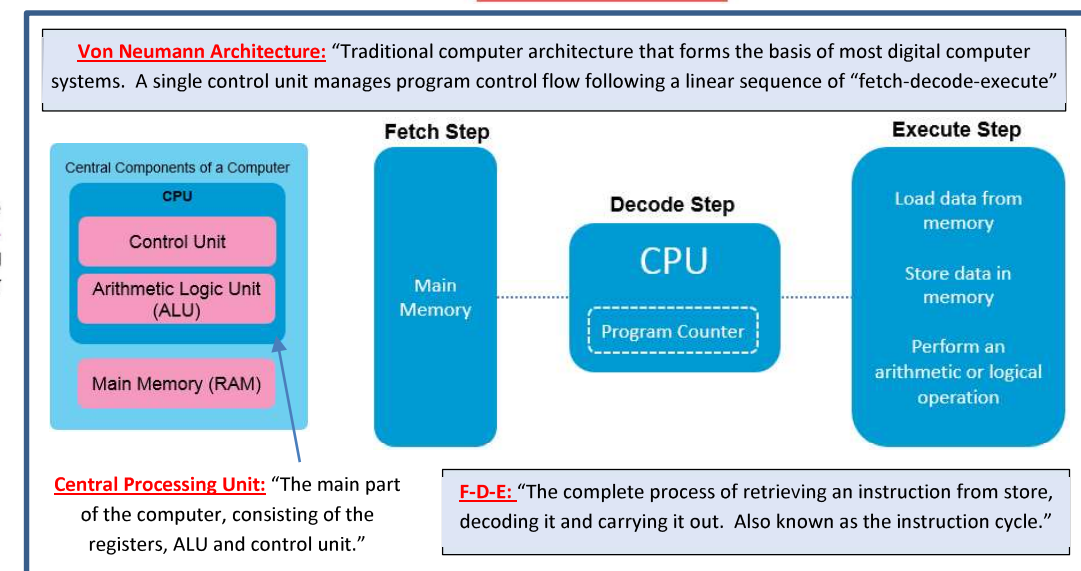 Von Neumann Architecture: “Traditional computer architecture that forms the basis of most digital computer
systems.  A single control unit manages program control flow following a linear sequence of “fetch-decode-execute”
Central Components of a Computer
CPU
Control Unit
Arithmetic Logic Unit
(ALU)
Main Memory (RAM)
Fetch Step
Main
Memory
Decode Step
CPU
Program Counter
Execute Step
Load data from
memory
Store data in
memory
Perform an
arithmetic or logical
operation
Central Processing Unit: “The main part
of the computer, consisting of the
registers, ALU and control unit.”
F-D-E: “The complete process of retrieving an instruction from store,
decoding it and carrying it out.  Also known as the instruction cycle.”